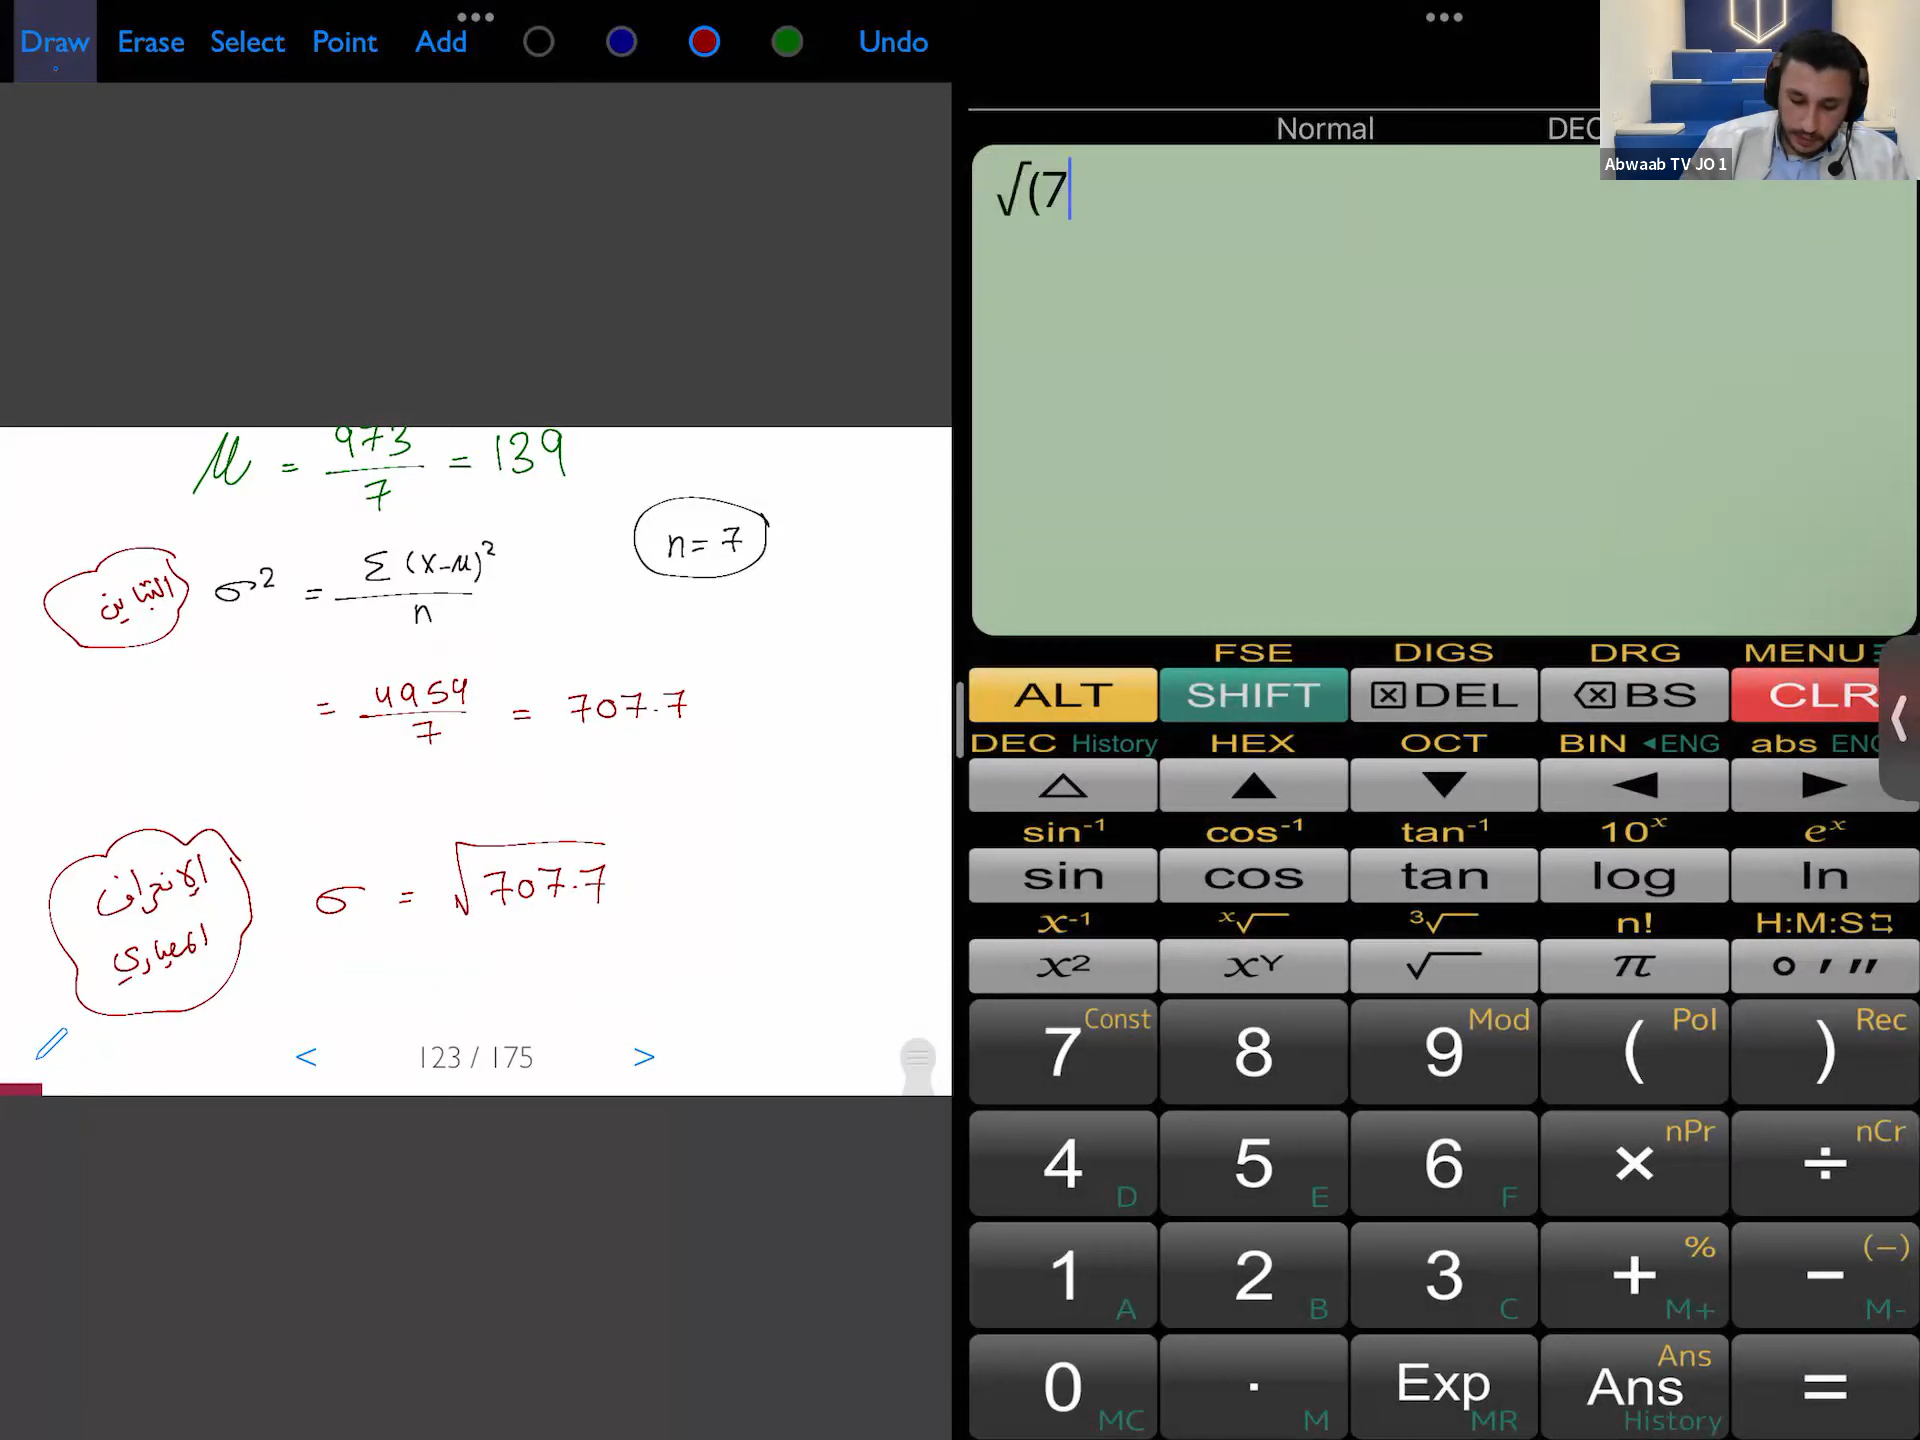 Draw Erase Select Point Add Undo
μ = 973/7 = 139
n = 7
التباين σ² = Σ(x-μ)²/n
= 4954/7 = 707.7
الإنحراف
المعياري
σ = √707.7
< 123 / 175 >
Abwaab TV JO 1
Normal DEC
√(7
FSE DIGS DRG MENU
ALT SHIFT DEL BS CLR
DEC History HEX OCT BIN ◄ENG abs ENG
△ ▲ ▼ ◄ ►
sin⁻¹ cos⁻¹ tan⁻¹ 10ˣ eˣ
sin cos tan log ln
x⁻¹ ˣ√ ³√ n! H:M:S
x² xʸ √ π ° ′ ″
Const Mod Pol Rec
7 8 9 ( )
nPr nCr
4 5 6 × ÷
D E F
% (−)
1 2 3 + −
A B C M+ M-
Ans
0 . Exp Ans =
MC M MR History